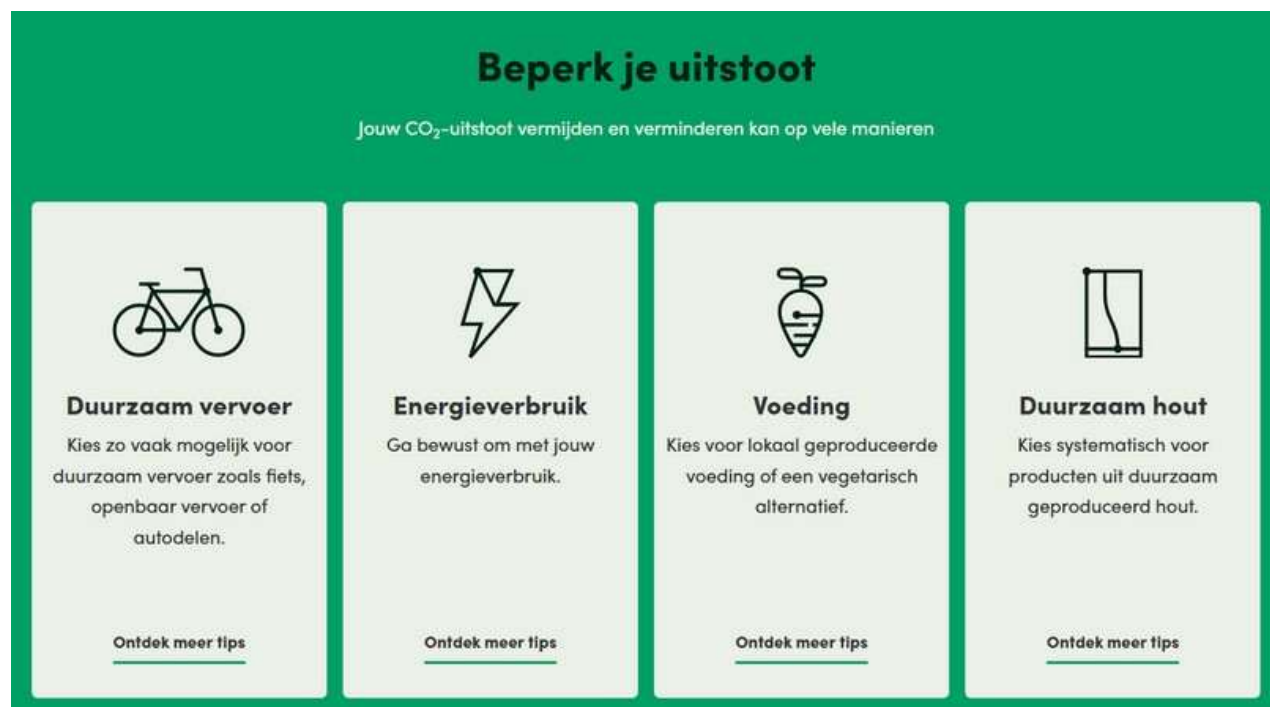 Beperk je uitstoot
Jouw CO₂-uitstoot vermijden en verminderen kan op vele manieren
Duurzaam vervoer
Kies zo vaak mogelijk voor
duurzaam vervoer zoals fiets,
openbaar vervoer of
autodelen.
Ontdek meer tips
Energieverbruik
Ga bewust om met jouw
energieverbruik.
Ontdek meer tips
Voeding
Kies voor lokaal geproduceerde
voeding of een vegetarisch
alternatief.
Ontdek meer tips
Duurzaam hout
Kies systematisch voor
producten uit duurzaam
geproduceerd hout.
Ontdek meer tips